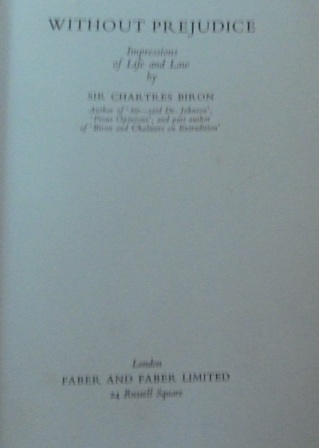 WITHOUT PREJUDICE
Impressions
of Life and Law
by
SIR CHARTRES BIRON
Author of 'Sir—said Dr. Johnson',
'Pious Opinions'; and part author
of 'Biron and Chalmers on Extradition'
London
FABER AND FABER LIMITED
24 Russell Square